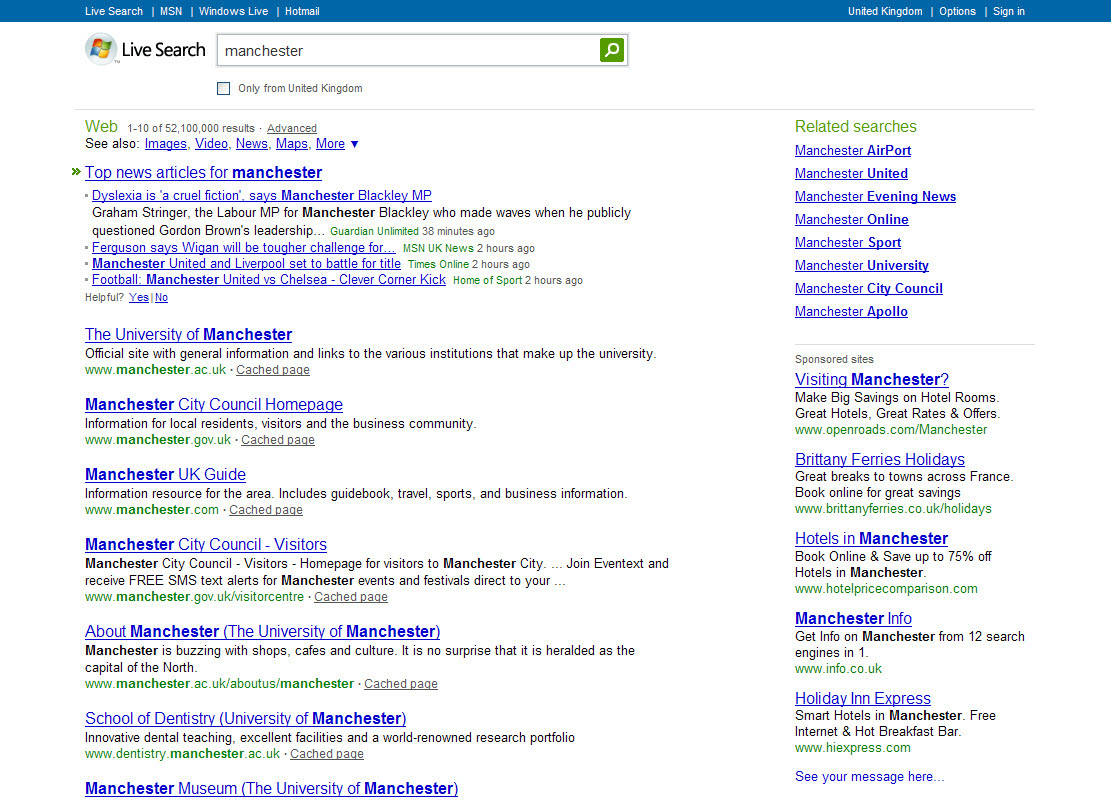 Live Search | MSN | Windows Live | Hotmail
United Kingdom | Options | Sign in
Live Search
manchester
Only from United Kingdom
Web 1-10 of 52,100,000 results · Advanced
See also: Images, Video, News, Maps, More ▼
Top news articles for manchester
Dyslexia is 'a cruel fiction', says Manchester Blackley MP
Graham Stringer, the Labour MP for Manchester Blackley who made waves when he publicly
questioned Gordon Brown's leadership... Guardian Unlimited 38 minutes ago
Ferguson says Wigan will be tougher challenge for... MSN UK News 2 hours ago
Manchester United and Liverpool set to battle for title Times Online 2 hours ago
Football: Manchester United vs Chelsea - Clever Corner Kick Home of Sport 2 hours ago
Helpful? Yes | No
The University of Manchester
Official site with general information and links to the various institutions that make up the university.
www.manchester.ac.uk · Cached page
Manchester City Council Homepage
Information for local residents, visitors and the business community.
www.manchester.gov.uk · Cached page
Manchester UK Guide
Information resource for the area. Includes guidebook, travel, sports, and business information.
www.manchester.com · Cached page
Manchester City Council - Visitors
Manchester City Council - Visitors - Homepage for visitors to Manchester City. ... Join Eventext and
receive FREE SMS text alerts for Manchester events and festivals direct to your ...
www.manchester.gov.uk/visitorcentre · Cached page
About Manchester (The University of Manchester)
Manchester is buzzing with shops, cafes and culture. It is no surprise that it is heralded as the
capital of the North.
www.manchester.ac.uk/aboutus/manchester · Cached page
School of Dentistry (University of Manchester)
Innovative dental teaching, excellent facilities and a world-renowned research portfolio
www.dentistry.manchester.ac.uk · Cached page
Manchester Museum (The University of Manchester)
Related searches
Manchester AirPort
Manchester United
Manchester Evening News
Manchester Online
Manchester Sport
Manchester University
Manchester City Council
Manchester Apollo
Sponsored sites
Visiting Manchester?
Make Big Savings on Hotel Rooms.
Great Hotels, Great Rates & Offers.
www.openroads.com/Manchester
Brittany Ferries Holidays
Great breaks to towns across France.
Book online for great savings
www.brittanyferries.co.uk/holidays
Hotels in Manchester
Book Online & Save up to 75% off
Hotels in Manchester.
www.hotelpricecomparison.com
Manchester Info
Get Info on Manchester from 12 search
engines in 1.
www.info.co.uk
Holiday Inn Express
Smart Hotels in Manchester. Free
Internet & Hot Breakfast Bar.
www.hiexpress.com
See your message here...